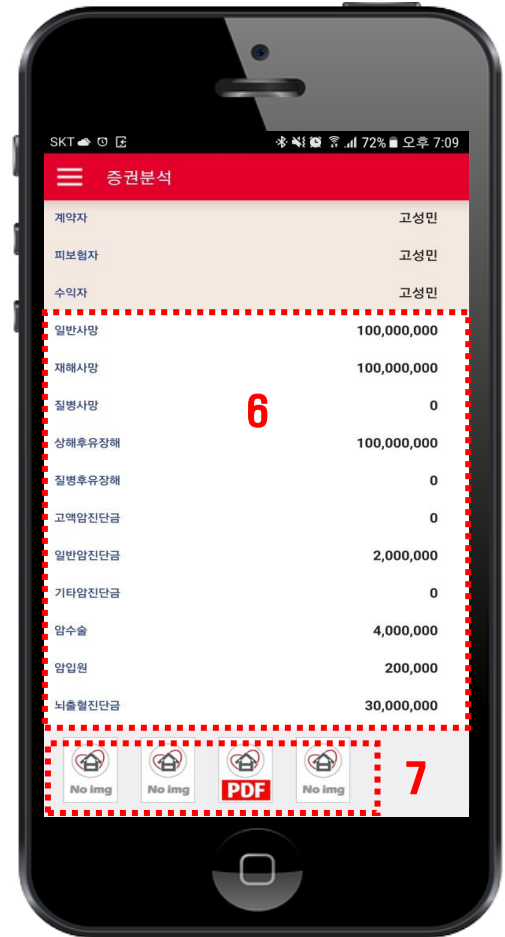 SKT 72% 오후 7:09
증권분석
계약자 고성민
피보험자 고성민
수익자 고성민
일반사망 100,000,000
재해사망 100,000,000
질병사망 0
6
상해후유장해 100,000,000
질병후유장해 0
고액암진단금 0
일반암진단금 2,000,000
기타암진단금 0
암수술 4,000,000
암입원 200,000
뇌출혈진단금 30,000,000
No img No img PDF No img
7